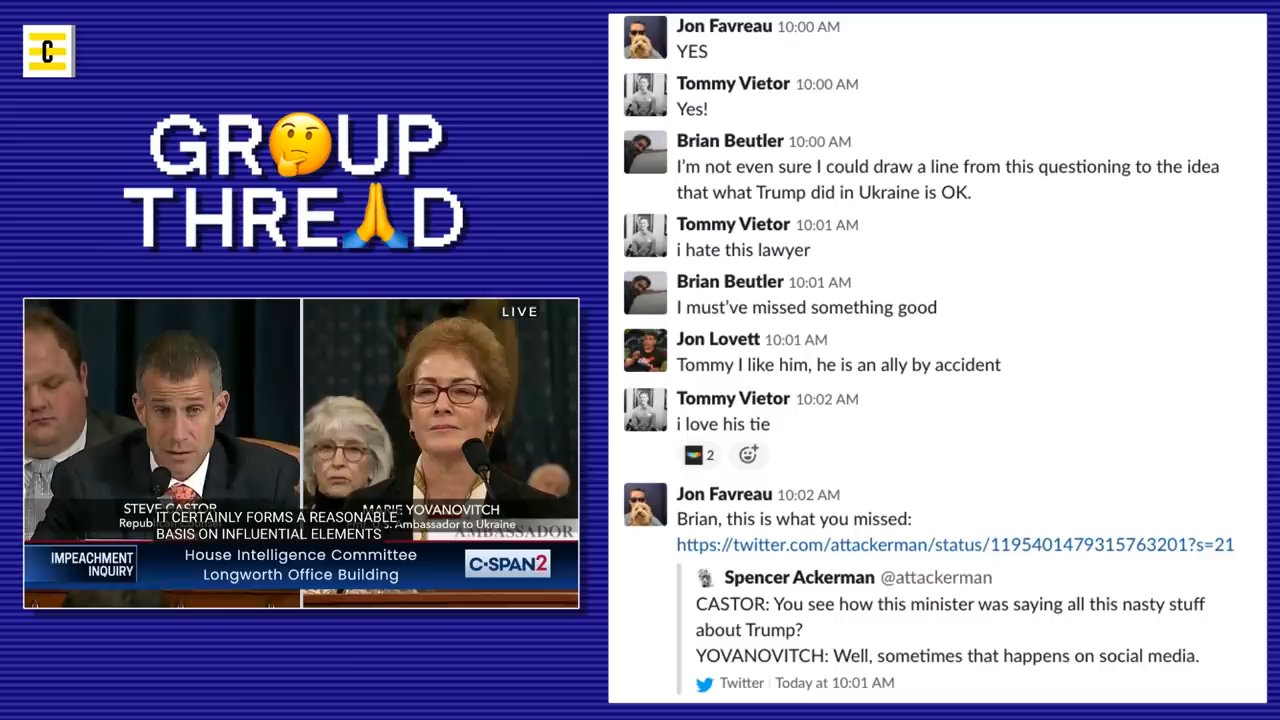 C
GR🤔UP
THRE🙏D
LIVE
STEVE CASTOR
MARIE YOVANOVITCH
Ambassador to Ukraine
AMBASSADOR
IT CERTAINLY FORMS A REASONABLE
BASIS ON INFLUENTIAL ELEMENTS
IMPEACHMENT
INQUIRY
House Intelligence Committee
Longworth Office Building
C-SPAN2
Jon Favreau 10:00 AM
YES
Tommy Vietor 10:00 AM
Yes!
Brian Beutler 10:00 AM
I’m not even sure I could draw a line from this questioning to the idea
that what Trump did in Ukraine is OK.
Tommy Vietor 10:01 AM
i hate this lawyer
Brian Beutler 10:01 AM
I must’ve missed something good
Jon Lovett 10:01 AM
Tommy I like him, he is an ally by accident
Tommy Vietor 10:02 AM
i love his tie
2
Jon Favreau 10:02 AM
Brian, this is what you missed:
https://twitter.com/attackerman/status/1195401479315763201?s=21
Spencer Ackerman @attackerman
CASTOR: You see how this minister was saying all this nasty stuff
about Trump?
YOVANOVITCH: Well, sometimes that happens on social media.
Twitter Today at 10:01 AM